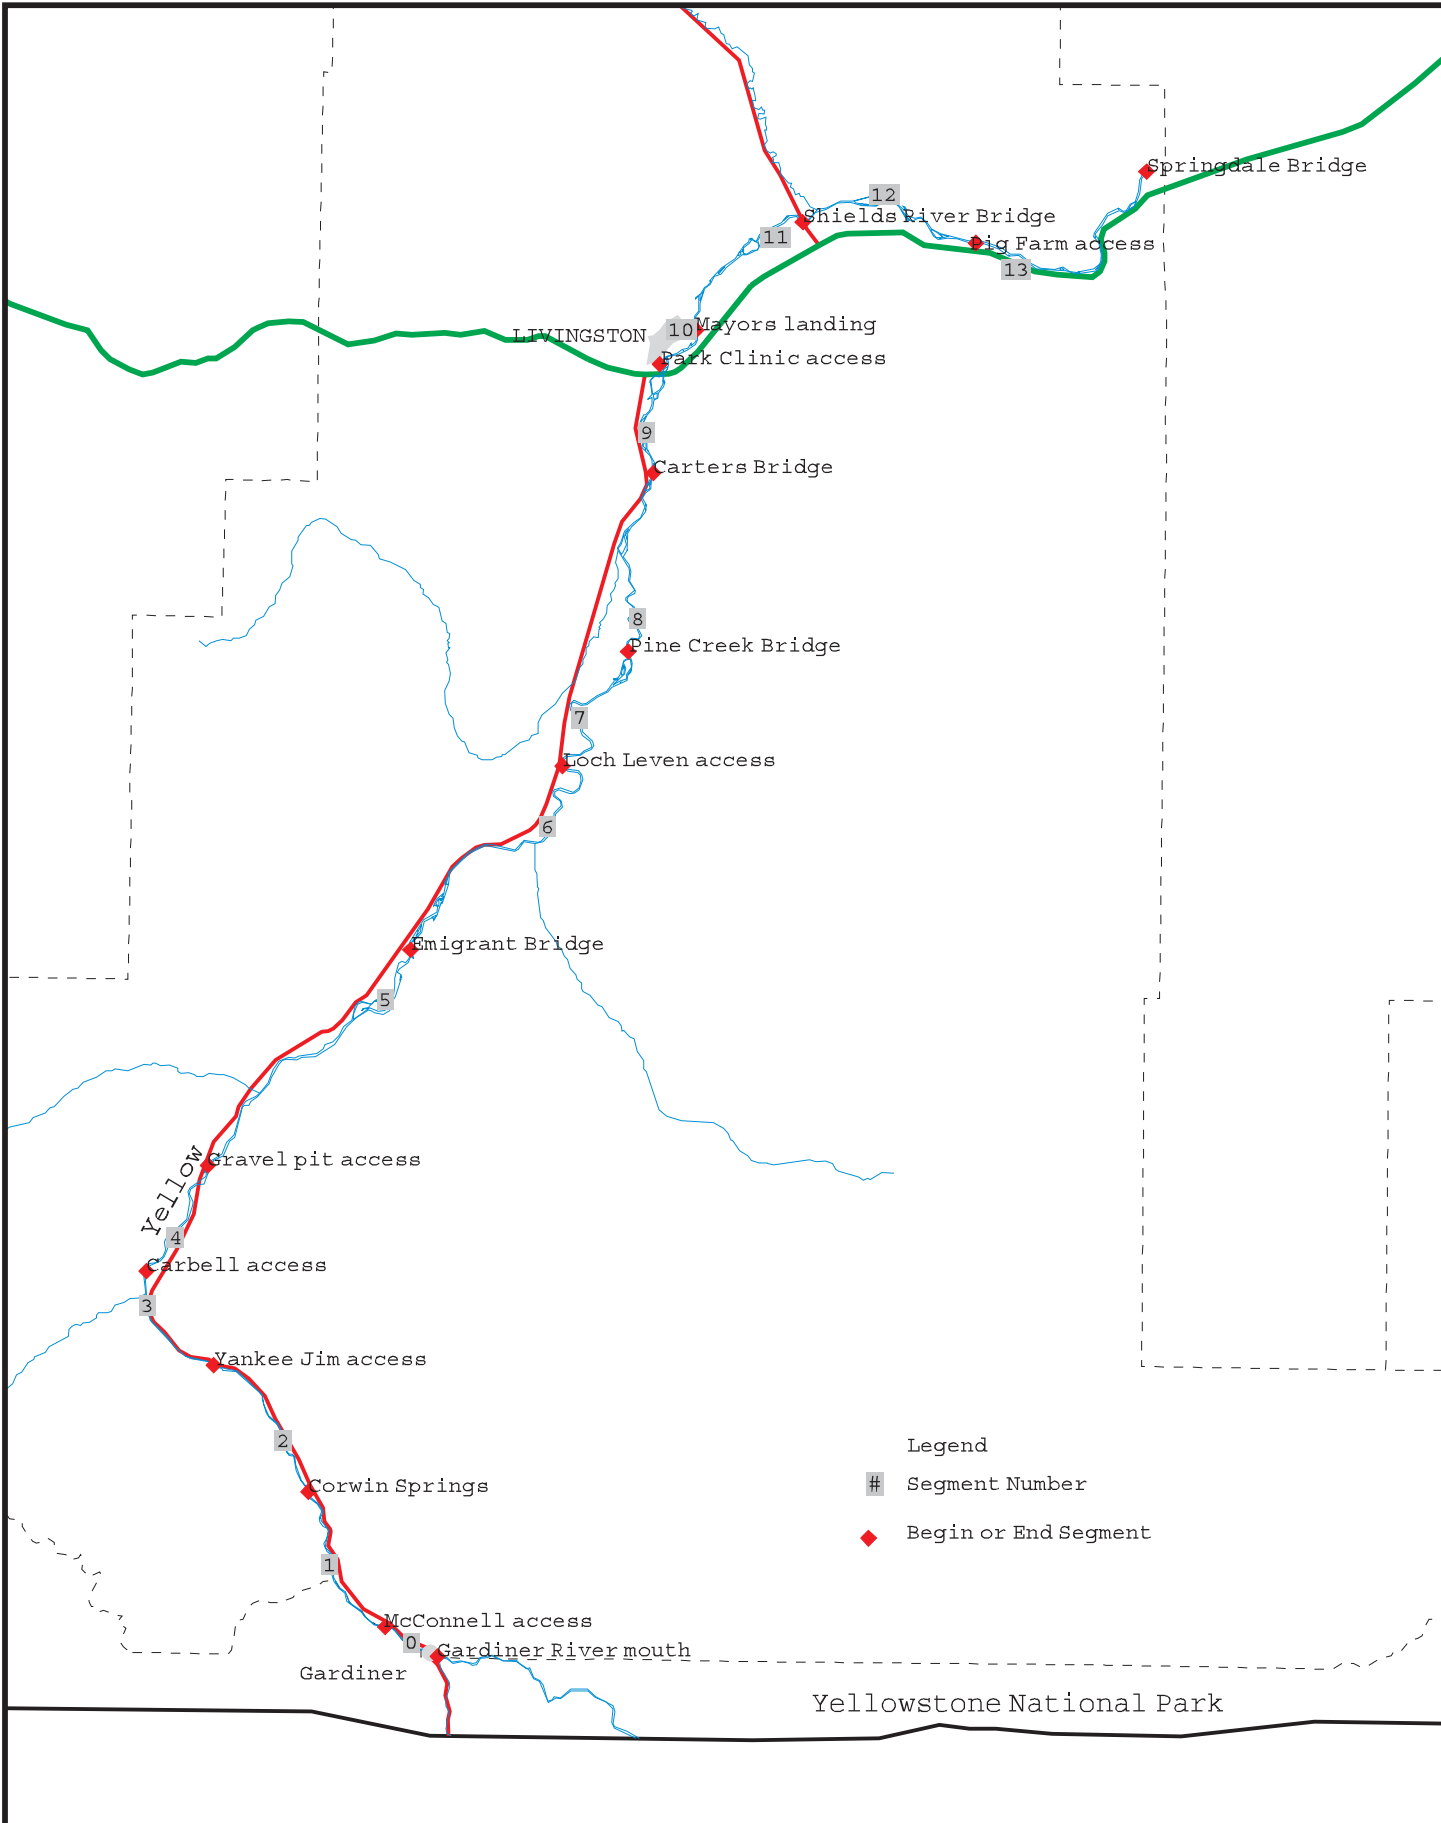 Springdale Bridge
12
Shields River Bridge
11
Pig Farm access
13
10
Mayors landing
LIVINGSTON
Park Clinic access
9
Carters Bridge
8
Pine Creek Bridge
7
Loch Leven access
6
Emigrant Bridge
5
Yellow
Gravel pit access
4
Carbell access
3
Yankee Jim access
2
Legend
# Segment Number
Corwin Springs
Begin or End Segment
1
McConnell access
0
Gardiner River mouth
Gardiner
Yellowstone National Park